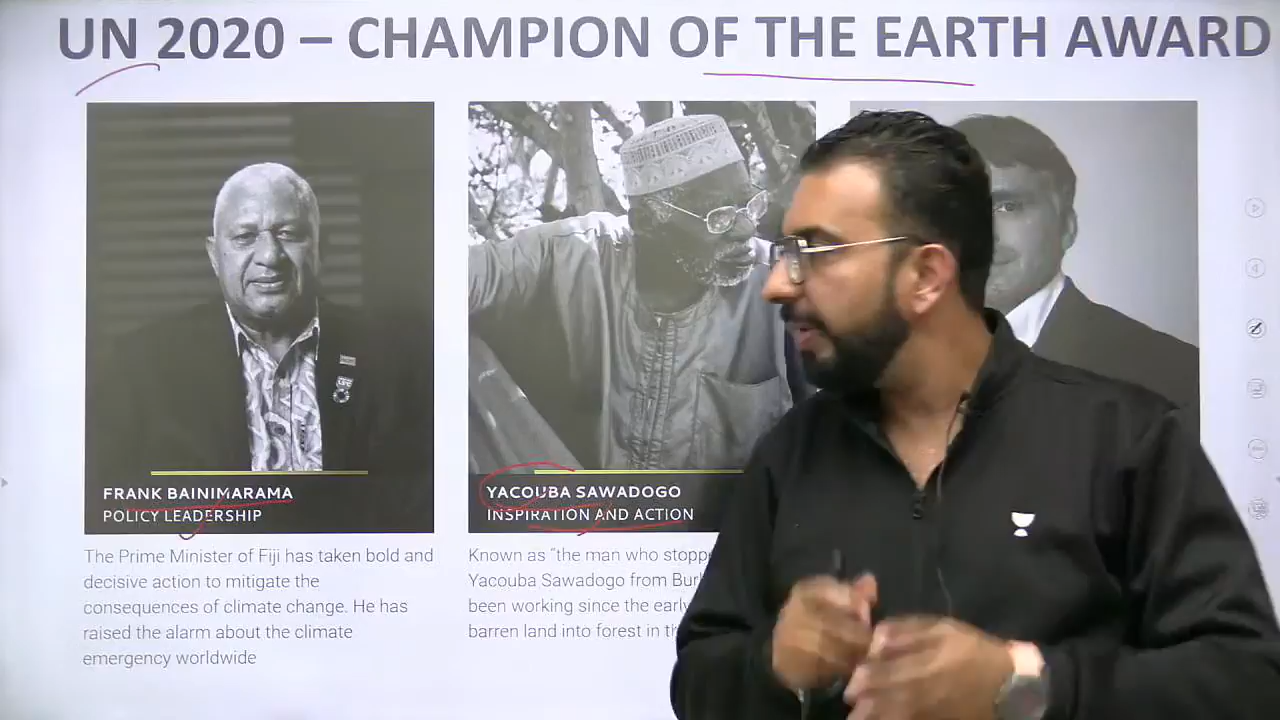 UN 2020 – CHAMPION OF THE EARTH AWARD
FRANK BAINIMARAMA
POLICY LEADERSHIP
The Prime Minister of Fiji has taken bold and
decisive action to mitigate the
consequences of climate change. He has
raised the alarm about the climate
emergency worldwide
YACOUBA SAWADOGO
INSPIRATION AND ACTION
Known as “the man who
Yacouba Sawadogo from
been working since the early
barren land into forest in